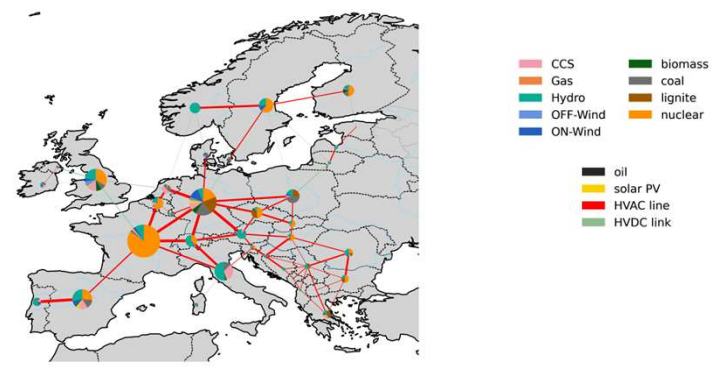 CCS
Gas
Hydro
OFF-Wind
ON-Wind
biomass
coal
lignite
nuclear
oil
solar PV
HVAC line
HVDC link